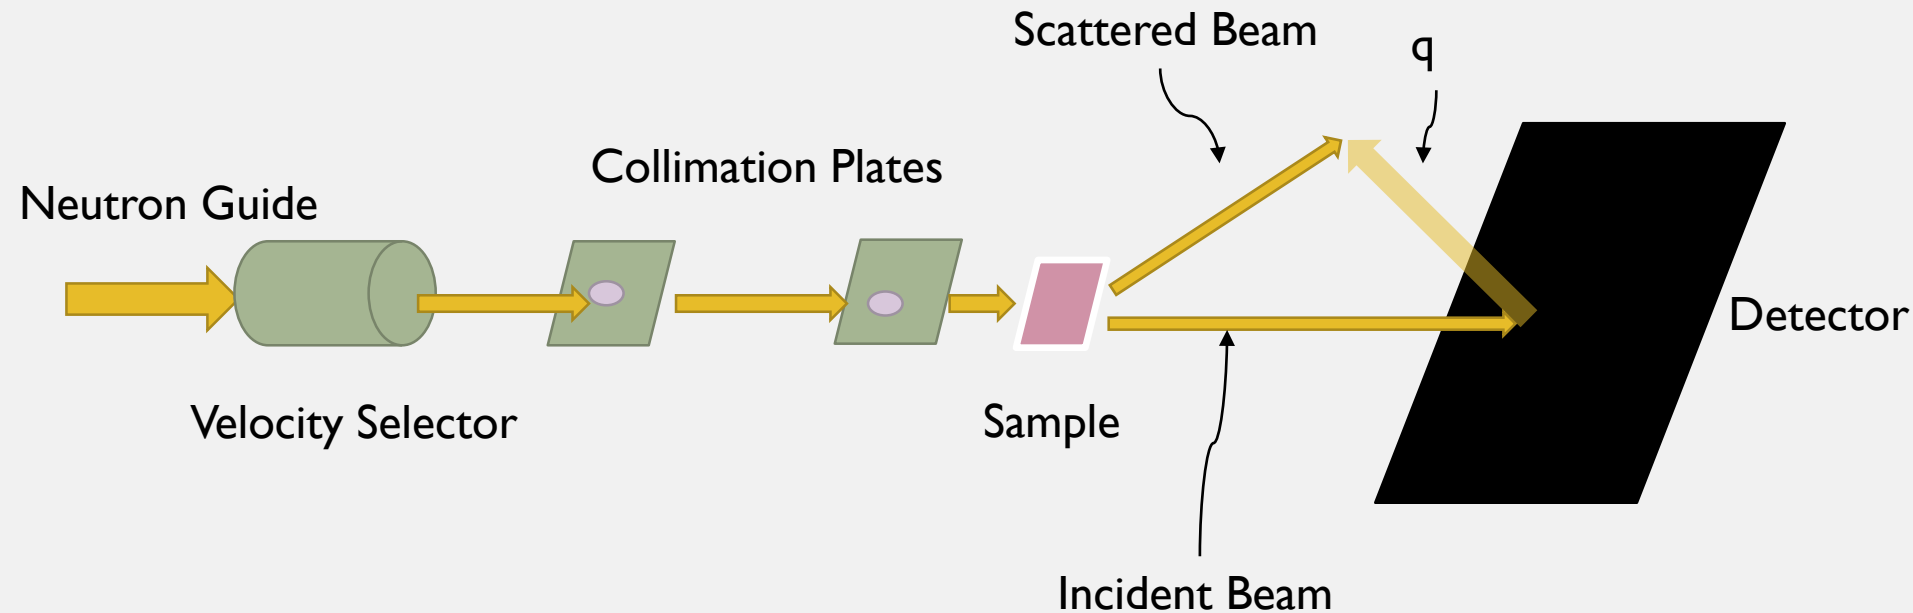 Scattered Beam
q
Collimation Plates
Neutron Guide
Detector
Velocity Selector
Sample
Incident Beam